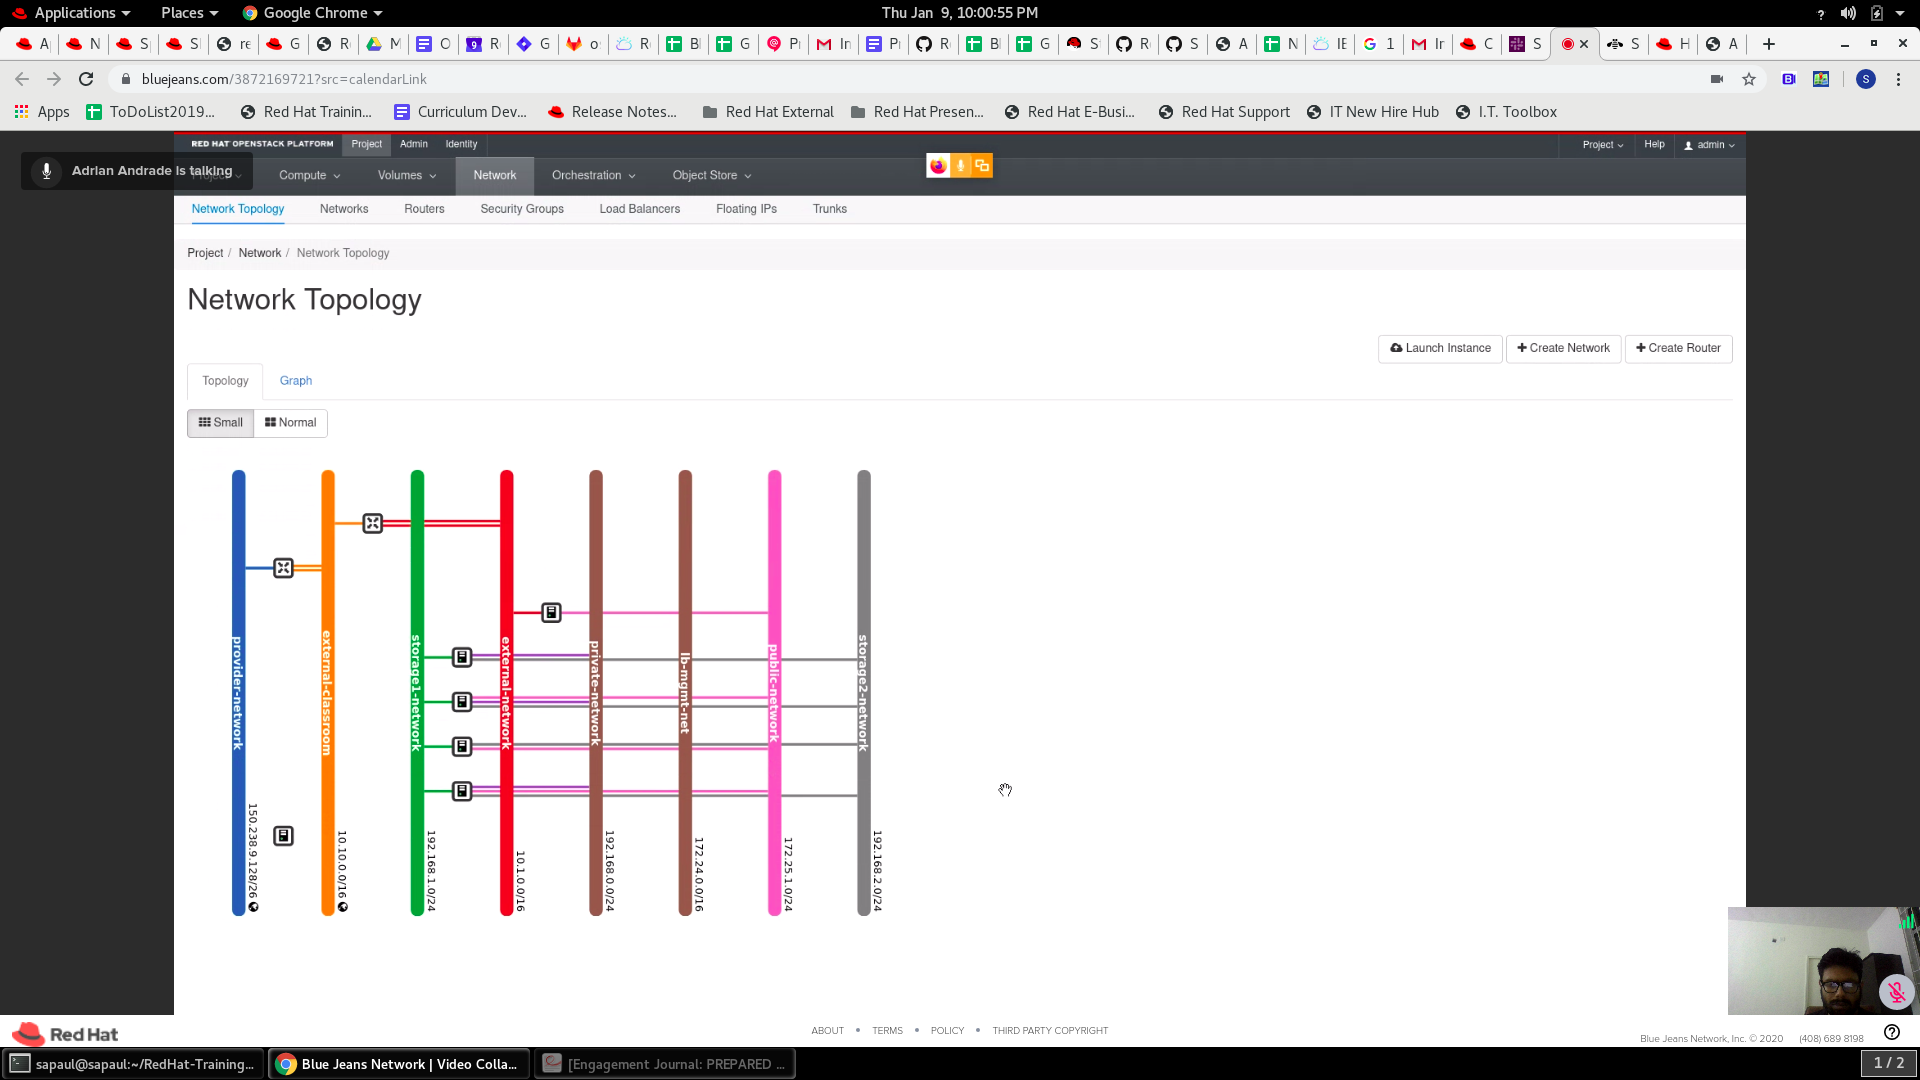 Applications Places Google Chrome Thu Jan 9, 10:00:55 PM ?
A N S S re G R M O R G o R B G P In P R B G S R S A N IE 1 In C S S H A
bluejeans.com/3872169721?src=calendarLink S
Apps ToDoList2019... Red Hat Trainin... Curriculum Dev... Release Notes... Red Hat External Red Hat Presen... Red Hat E-Busi... Red Hat Support IT New Hire Hub I.T. Toolbox
RED HAT OPENSTACK PLATFORM Project Admin Identity Project Help admin
Adrian Andrade is talking
Project Compute Volumes Network Orchestration Object Store
Network Topology Networks Routers Security Groups Load Balancers Floating IPs Trunks
Project / Network / Network Topology
Network Topology
Launch Instance + Create Network + Create Router
Topology Graph
Small Normal
provider-network
150.238.9.128/26
external-classroom
10.10.0.0/16
storage1-network
192.168.1.0/24
external-network
10.1.0.0/16
private-network
192.168.0.0/24
lb-mgmt-net
172.24.0.0/16
public-network
172.25.1.0/24
storage2-network
192.168.2.0/24
Red Hat
ABOUT • TERMS • POLICY • THIRD PARTY COPYRIGHT
Blue Jeans Network, Inc. © 2020 (408) 689 8198 ?
sapaul@sapaul:~/RedHat-Training... Blue Jeans Network | Video Colla... [Engagement Journal: PREPARED ... 1 / 2